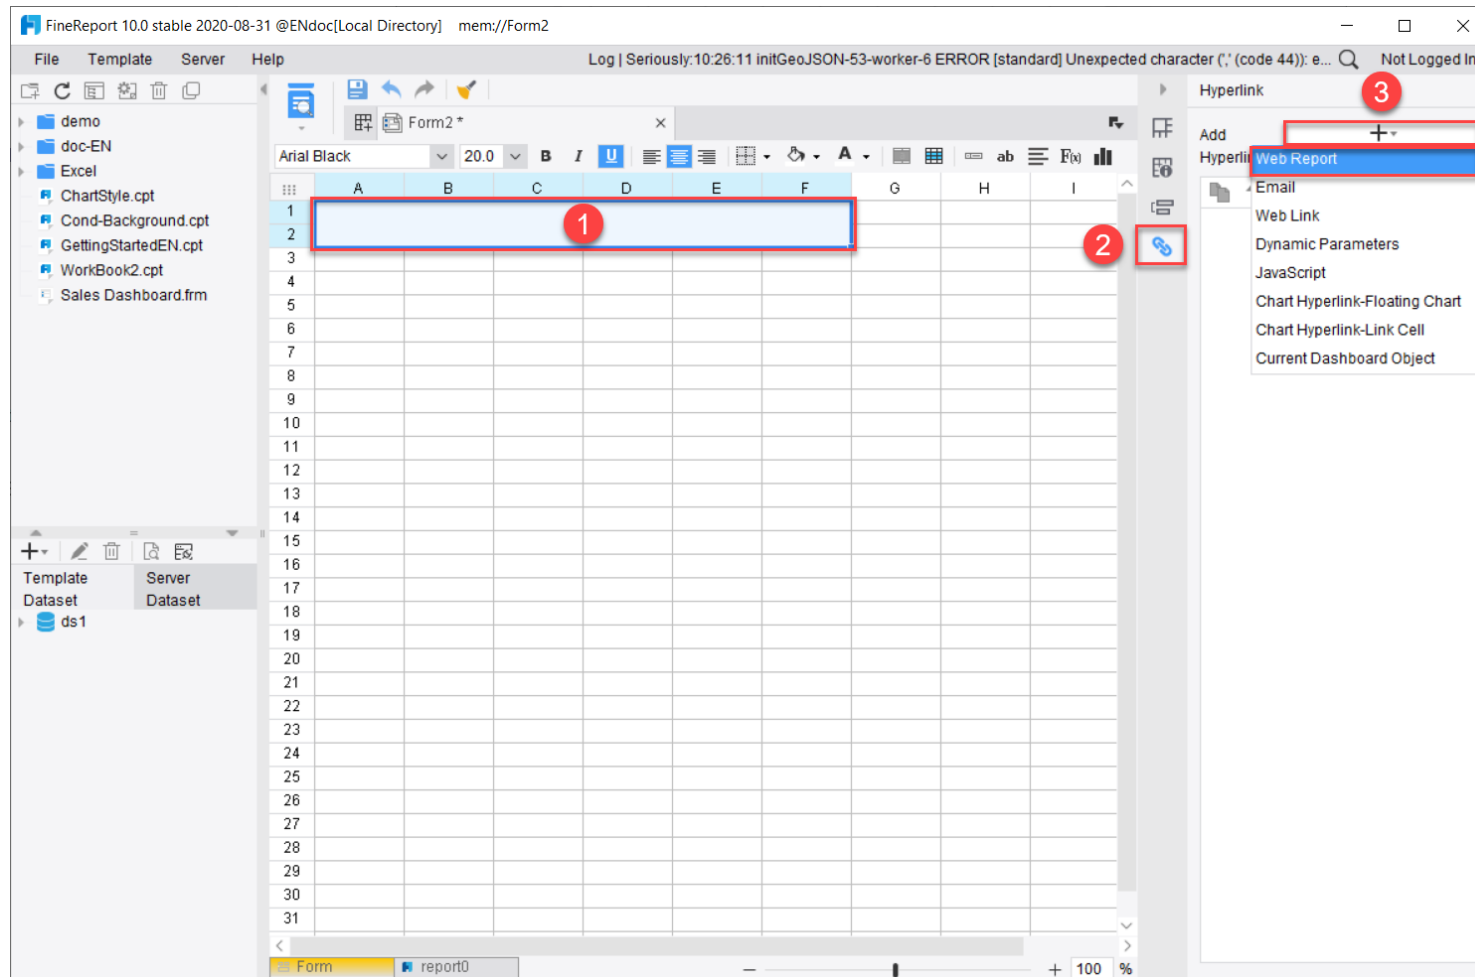 FineReport 10.0 stable 2020-08-31 @ENdoc[Local Directory] mem://Form2
File Template Server Help
Log | Seriously:10:26:11 initGeoJSON-53-worker-6 ERROR [standard] Unexpected character (',' (code 44)): e... Not Logged In
demo
doc-EN
Excel
ChartStyle.cpt
Cond-Background.cpt
GettingStartedEN.cpt
WorkBook2.cpt
Sales Dashboard.frm
Template Dataset
Server Dataset
ds1
Form2 *
Arial Black 20.0 B I U A ab F(x)
A B C D E F G H I
1
2
3
4
5
6
7
8
9
10
11
12
13
14
15
16
17
18
19
20
21
22
23
24
25
26
27
28
29
30
31
1
2
Form report0
100 %
Hyperlink
3
Add
Hyperli
Web Report
Email
Web Link
Dynamic Parameters
JavaScript
Chart Hyperlink-Floating Chart
Chart Hyperlink-Link Cell
Current Dashboard Object